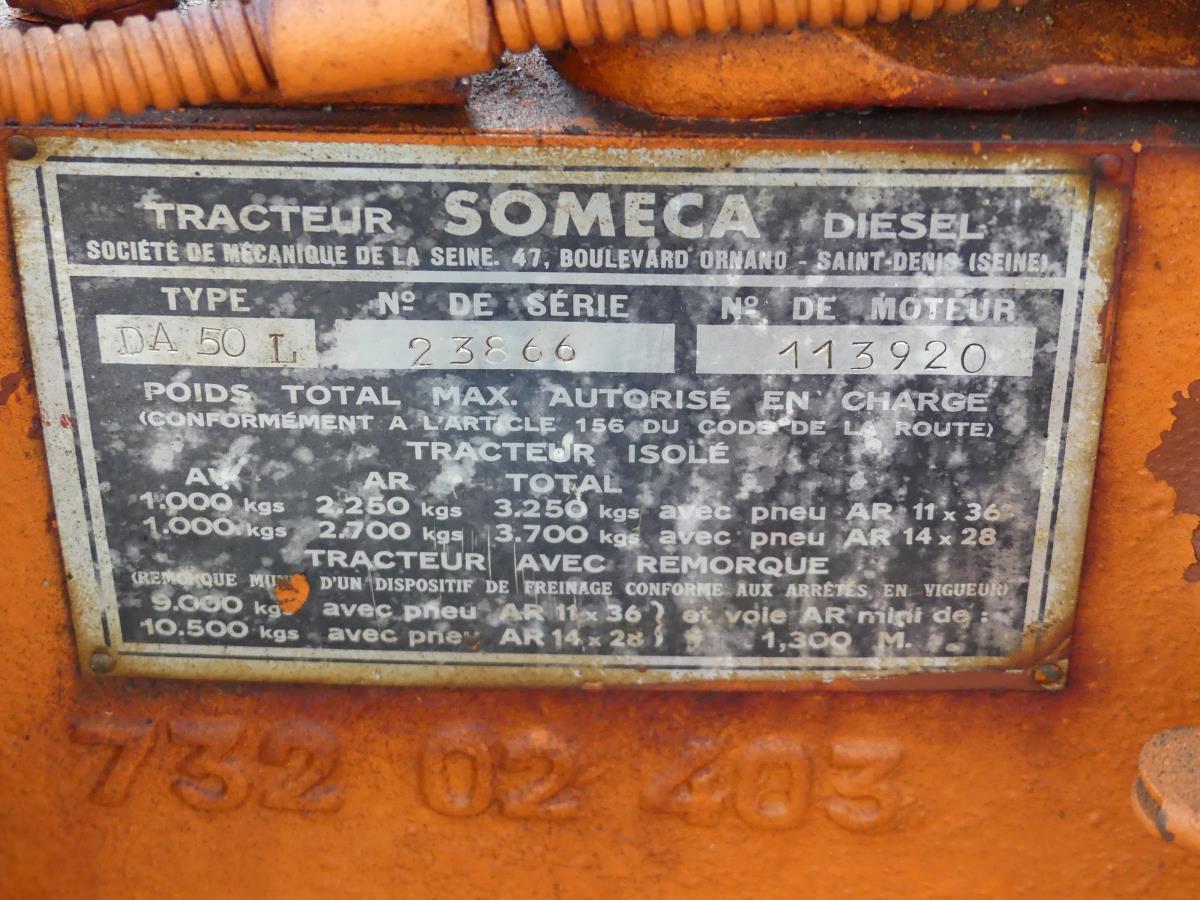 TRACTEUR SOMECA DIESEL
SOCIÉTÉ DE MÉCANIQUE DE LA SEINE. 47, BOULEVARD ORNANO - SAINT-DENIS (SEINE)
TYPE Nº DE SÉRIE Nº DE MOTEUR
DA 50 L 23866 113920
POIDS TOTAL MAX. AUTORISÉ EN CHARGE
(CONFORMÉMENT A L'ARTICLE 156 DU CODE DE LA ROUTE)
TRACTEUR ISOLÉ
AV AR TOTAL
1.000 kgs 2.250 kgs 3.250 kgs avec pneu AR 11 x 36
1.000 kgs 2.700 kgs 3.700 kgs avec pneu AR 14 x 28
TRACTEUR AVEC REMORQUE
(REMORQUE MUNI D'UN DISPOSITIF DE FREINAGE CONFORME AUX ARRÊTÉS EN VIGUEUR)
9.000 kgs avec pneu AR 11 x 36 } et voie AR mini de :
10.500 kgs avec pneu AR 14 x 28 } 1,300 M.
732 02 403